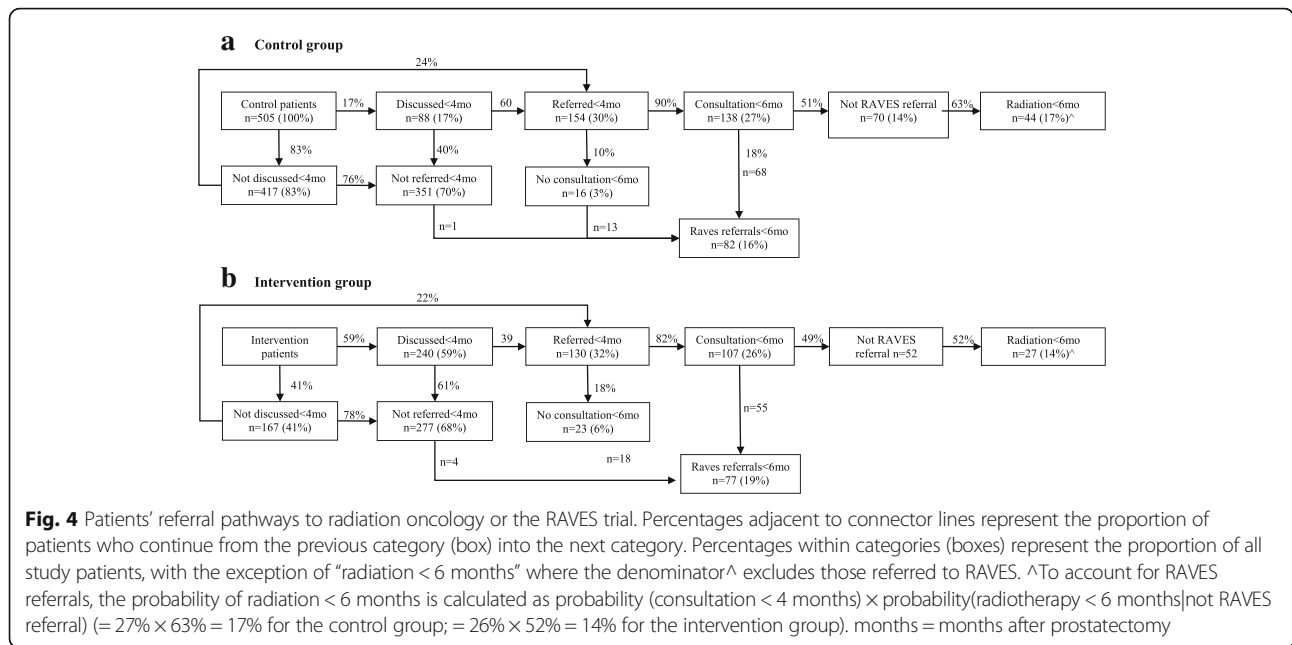 a Control group
24%
Control patients
n=505 (100%)
17%
Discussed<4mo
n=88 (17%)
60
Referred<4mo
n=154 (30%)
90%
Consultation<6mo
n=138 (27%)
51%
Not RAVES referral
n=70 (14%)
63%
Radiation<6mo
n=44 (17%)^
83%
40%
10%
18%
n=68
Not discussed<4mo
n=417 (83%)
76%
Not referred<4mo
n=351 (70%)
No consultation<6mo
n=16 (3%)
n=1
n=13
Raves referrals<6mo
n=82 (16%)
b Intervention group
22%
Intervention
patients
59%
Discussed<4mo
n=240 (59%)
39
Referred<4mo
n=130 (32%)
82%
Consultation<6mo
n=107 (26%)
49%
Not RAVES
referral n=52
52%
Radiation<6mo
n=27 (14%)^
41%
61%
18%
n=55
Not discussed<4mo
n=167 (41%)
78%
Not referred<4mo
n=277 (68%)
No consultation<6mo
n=23 (6%)
n=4
n=18
Raves referrals<6mo
n=77 (19%)
Fig. 4 Patients' referral pathways to radiation oncology or the RAVES trial. Percentages adjacent to connector lines represent the proportion of
patients who continue from the previous category (box) into the next category. Percentages within categories (boxes) represent the proportion of all
study patients, with the exception of "radiation < 6 months" where the denominator^ excludes those referred to RAVES. ^To account for RAVES
referrals, the probability of radiation < 6 months is calculated as probability (consultation < 4 months) × probability(radiotherapy < 6 months|not RAVES
referral) (= 27% × 63% = 17% for the control group; = 26% × 52% = 14% for the intervention group). months = months after prostatectomy